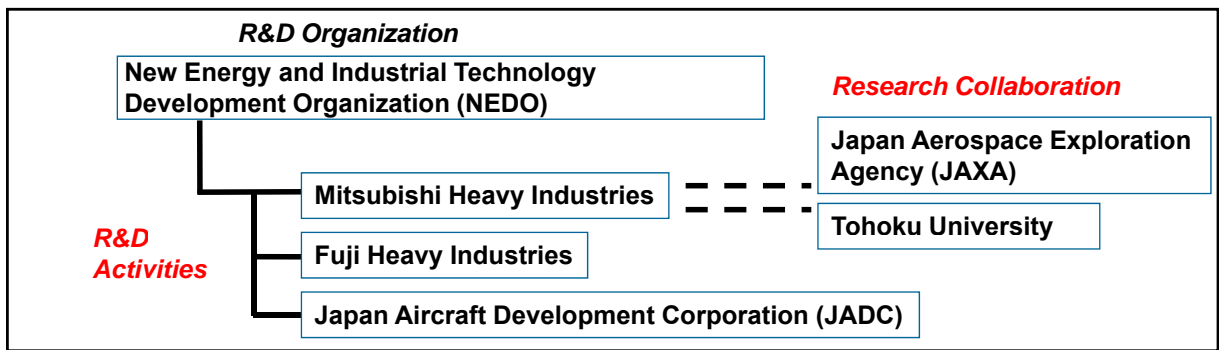 R&D Organization
New Energy and Industrial Technology
Development Organization (NEDO)
Research Collaboration
Japan Aerospace Exploration
Agency (JAXA)
Mitsubishi Heavy Industries
Tohoku University
R&D
Activities
Fuji Heavy Industries
Japan Aircraft Development Corporation (JADC)